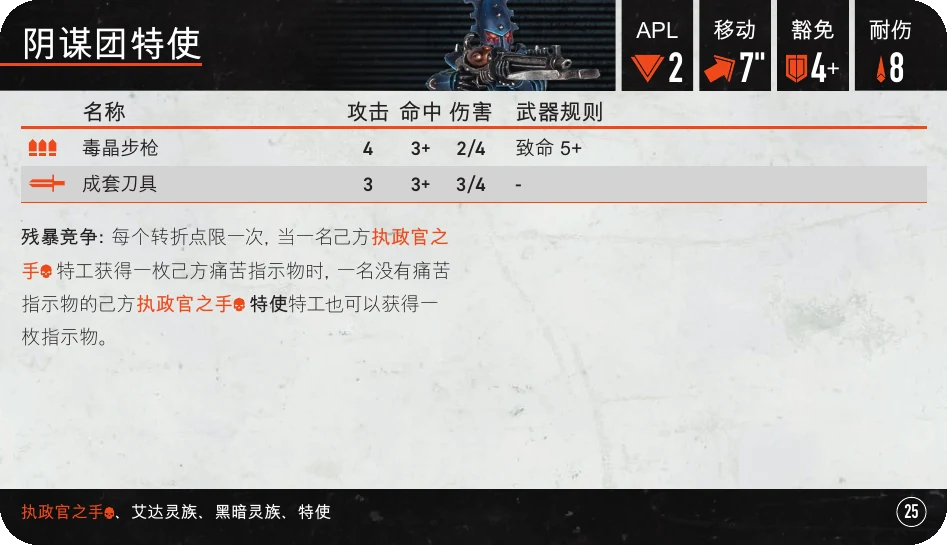 阴谋团特使
APL 移动 豁免 耐伤
2 7" 4+ 8
名称 攻击 命中 伤害 武器规则
毒晶步枪 4 3+ 2/4 致命 5+
成套刀具 3 3+ 3/4 -
残暴竞争: 每个转折点限一次, 当一名己方执政官之
手特工获得一枚己方痛苦指示物时, 一名没有痛苦
指示物的己方执政官之手特使特工也可以获得一
枚指示物。
执政官之手、艾达灵族、黑暗灵族、特使
25